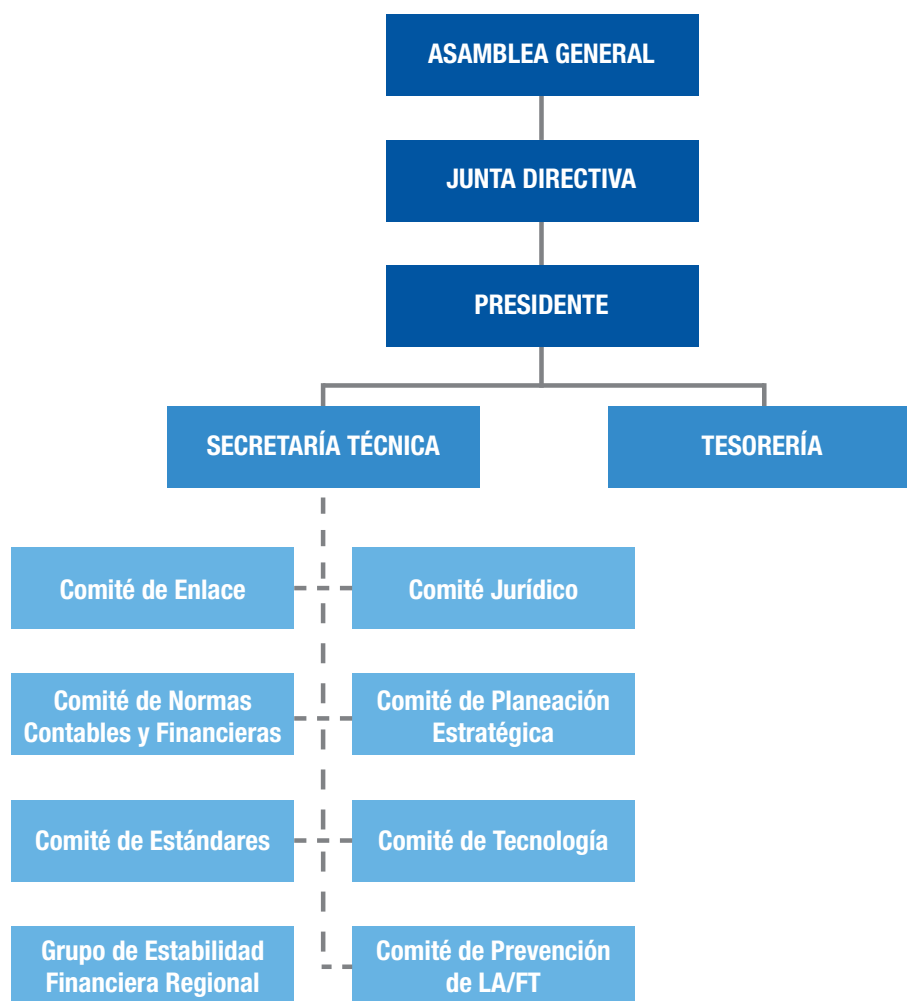 ASAMBLEA GENERAL
JUNTA DIRECTIVA
PRESIDENTE
SECRETARÍA TÉCNICA
TESORERÍA
Comité de Enlace
Comité Jurídico
Comité de Normas
Contables y Financieras
Comité de Planeación
Estratégica
Comité de Estándares
Comité de Tecnología
Grupo de Estabilidad
Financiera Regional
Comité de Prevención
de LA/FT